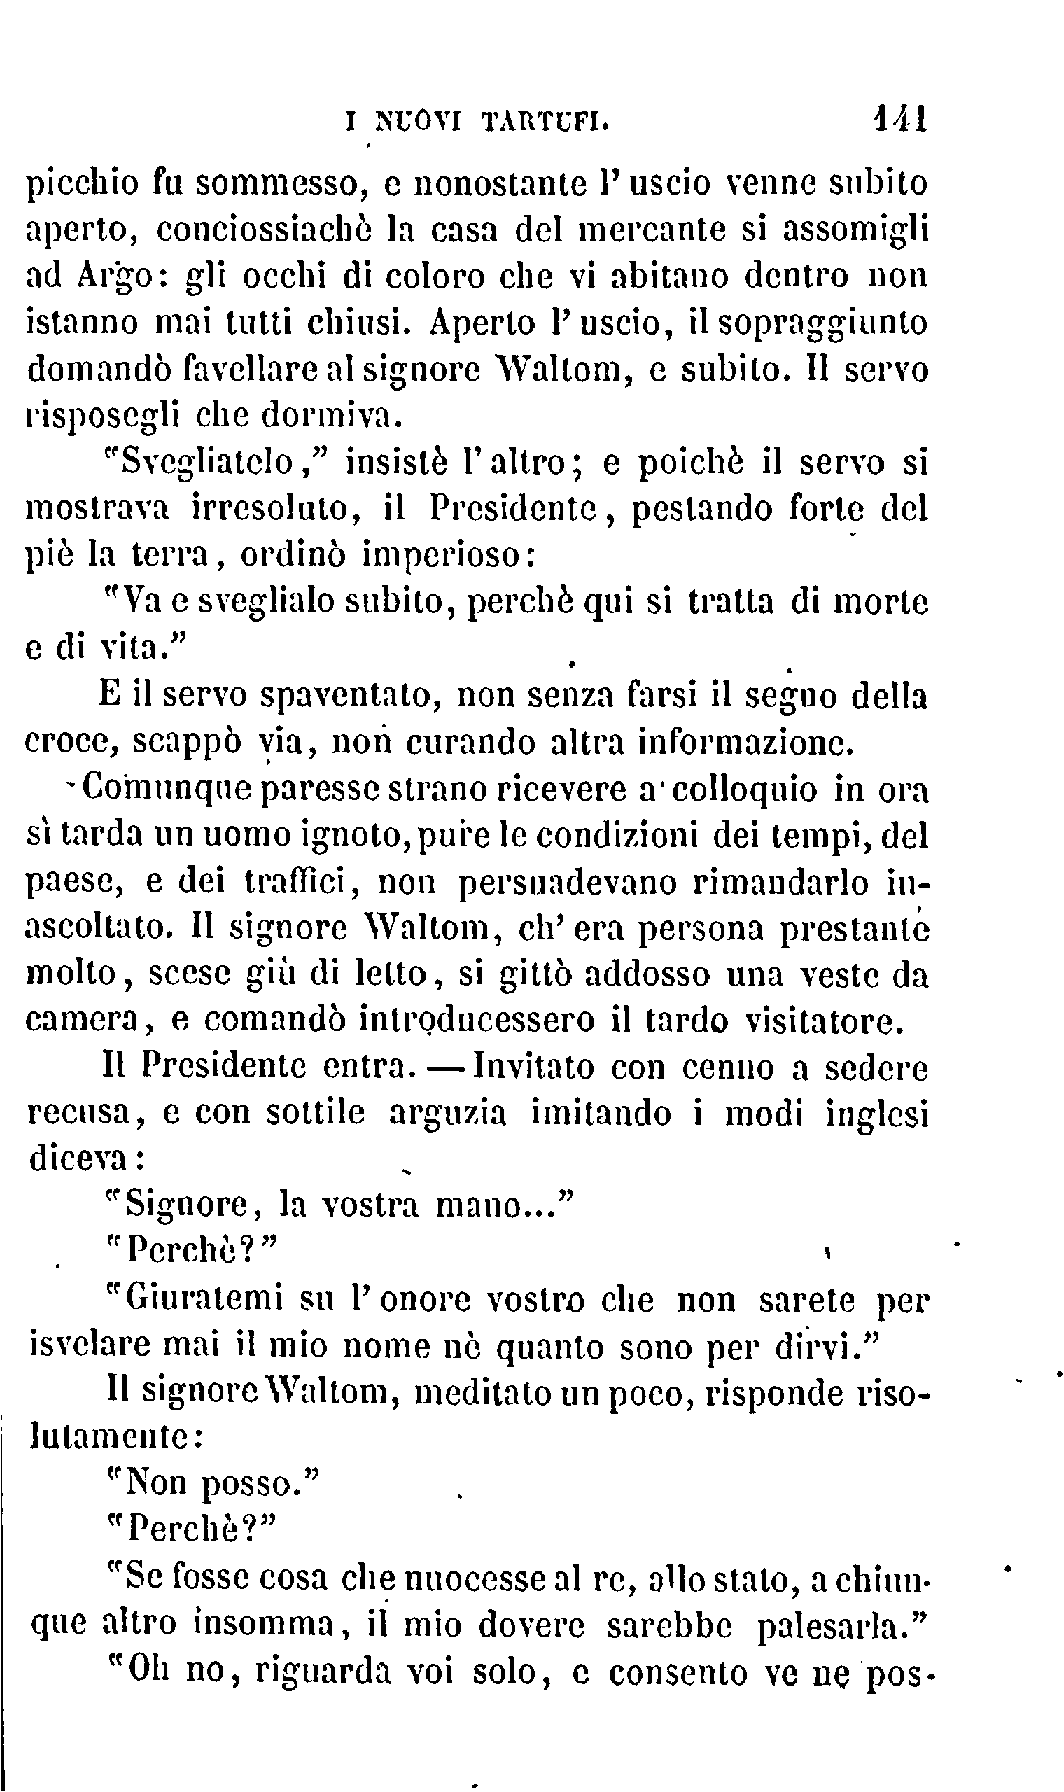 I NUOVI TARTUFI. 141
picchio fu sommesso, e nonostante l' uscio venne subito
aperto, conciossiachè la casa del mercante si assomigli
ad Argo: gli occhi di coloro che vi abitano dentro non
istanno mai tutti chiusi. Aperto l' uscio, il sopraggiunto
domandò favellare al signore Waltom, e subito. Il servo
risposegli che dormiva.
"Svegliatelo," insistè l' altro; e poichè il servo si
mostrava irresoluto, il Presidente, pestando forte del
piè la terra, ordinò imperioso:
"Va e sveglialo subito, perchè qui si tratta di morte
e di vita."
E il servo spaventato, non senza farsi il segno della
croce, scappò via, non curando altra informazione.
Comunque paresse strano ricevere a colloquio in ora
sì tarda un uomo ignoto, pure le condizioni dei tempi, del
paese, e dei traffici, non persuadevano rimandarlo in-
ascoltato. Il signore Waltom, ch' era persona prestante
molto, scese giù di letto, si gittò addosso una veste da
camera, e comandò introducessero il tardo visitatore.
Il Presidente entra. — Invitato con cenno a sedere
recusa, e con sottile arguzia imitando i modi inglesi
diceva:
"Signore, la vostra mano..."
"Perchè?"
"Giuratemi su l' onore vostro che non sarete per
isvelare mai il mio nome nè quanto sono per dirvi."
Il signore Waltom, meditato un poco, risponde riso-
lutamente:
"Non posso."
"Perchè?"
"Se fosse cosa che nuocesse al re, allo stato, a chiun-
que altro insomma, il mio dovere sarebbe palesarla."
"Oh no, riguarda voi solo, e consento ve ne pos-